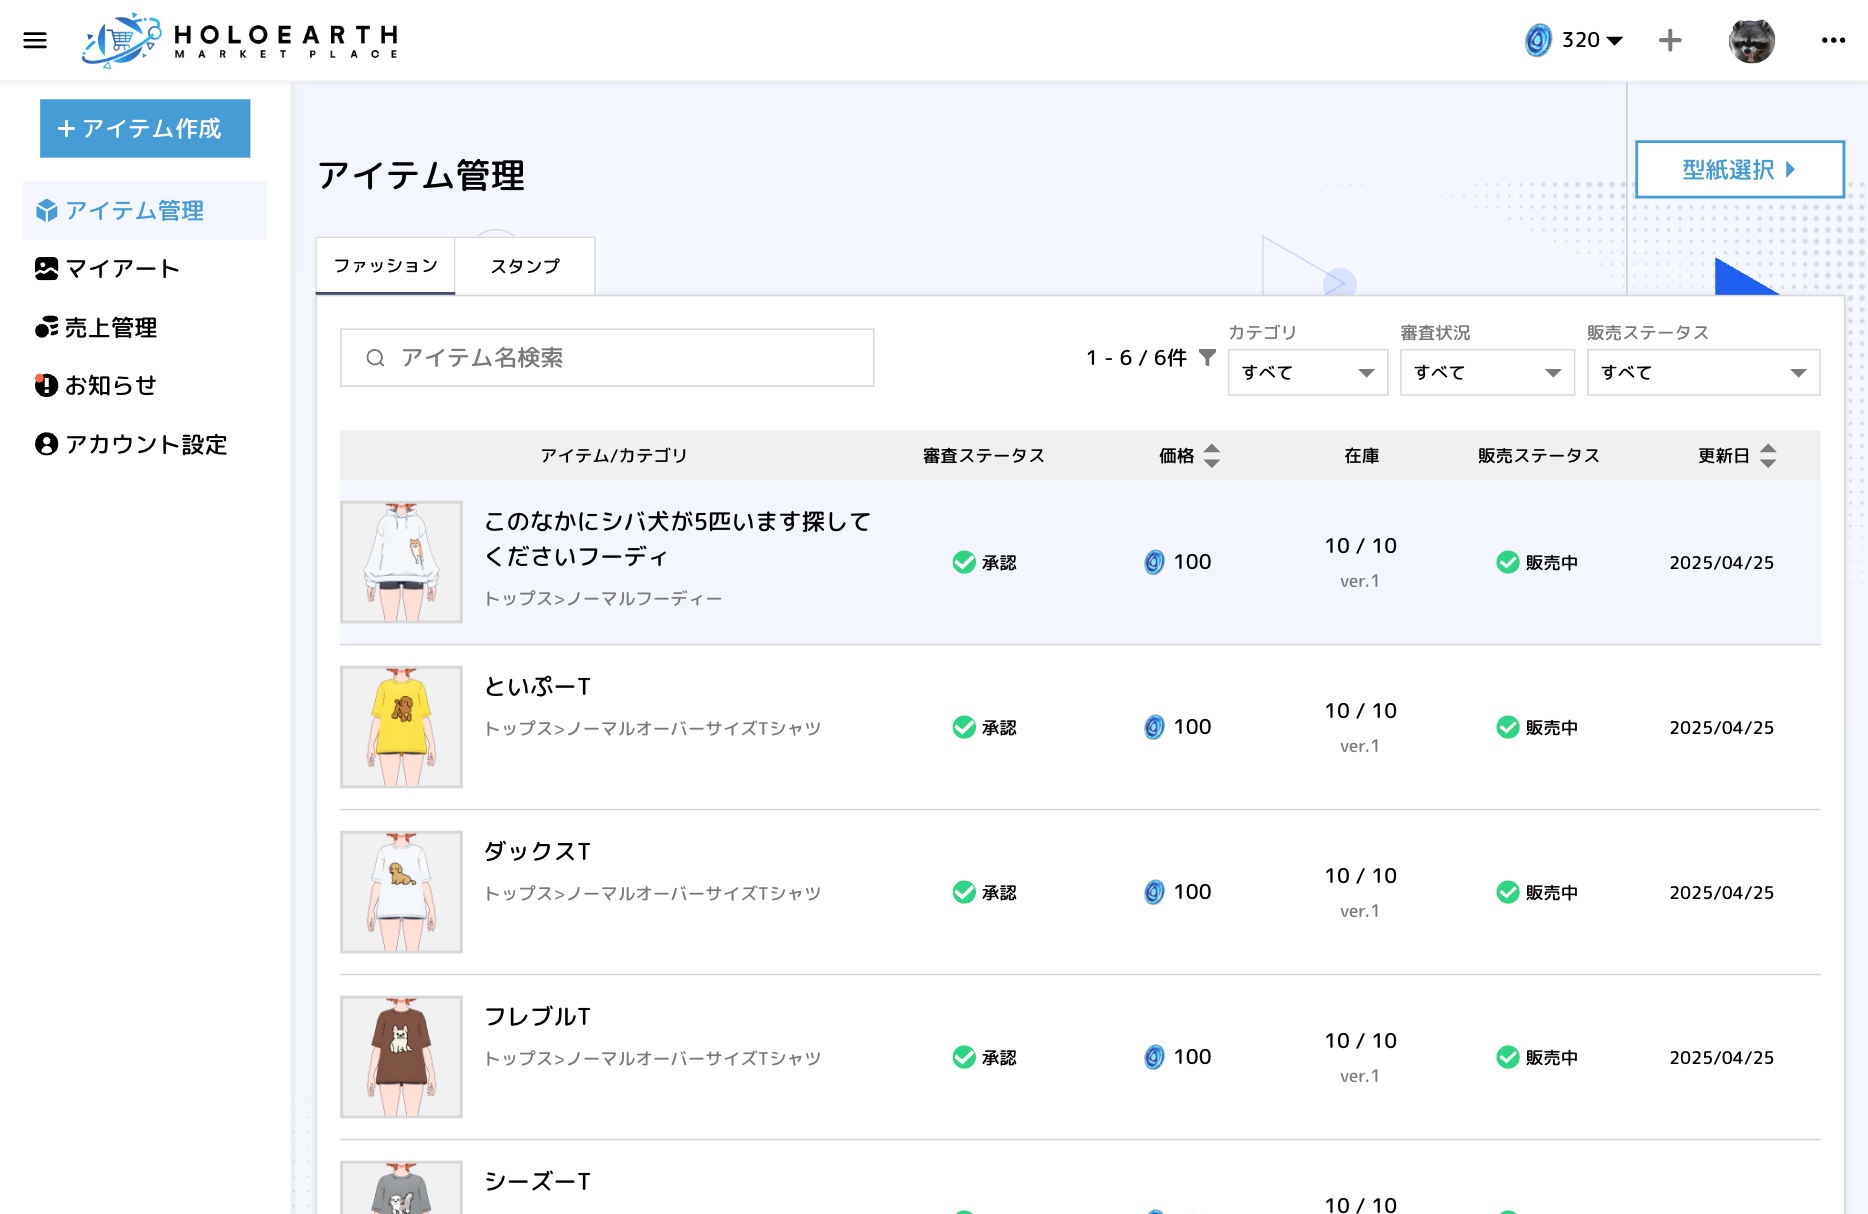 HOLOEARTH
MARKET PLACE
320
+ アイテム作成
アイテム管理
マイアート
売上管理
お知らせ
アカウント設定
アイテム管理
型紙選択
ファッション
スタンプ
アイテム名検索
1 - 6 / 6件
カテゴリ
すべて
審査状況
すべて
販売ステータス
すべて
アイテム/カテゴリ 審査ステータス 価格 在庫 販売ステータス 更新日
このなかにシバ犬が5匹います探して
くださいフーディ
トップス>ノーマルフーディー
承認
100
10 / 10
ver.1
販売中
2025/04/25
といぷーT
トップス>ノーマルオーバーサイズTシャツ
承認
100
10 / 10
ver.1
販売中
2025/04/25
ダックスT
トップス>ノーマルオーバーサイズTシャツ
承認
100
10 / 10
ver.1
販売中
2025/04/25
フレブルT
トップス>ノーマルオーバーサイズTシャツ
承認
100
10 / 10
ver.1
販売中
2025/04/25
シーズーT
10 / 10